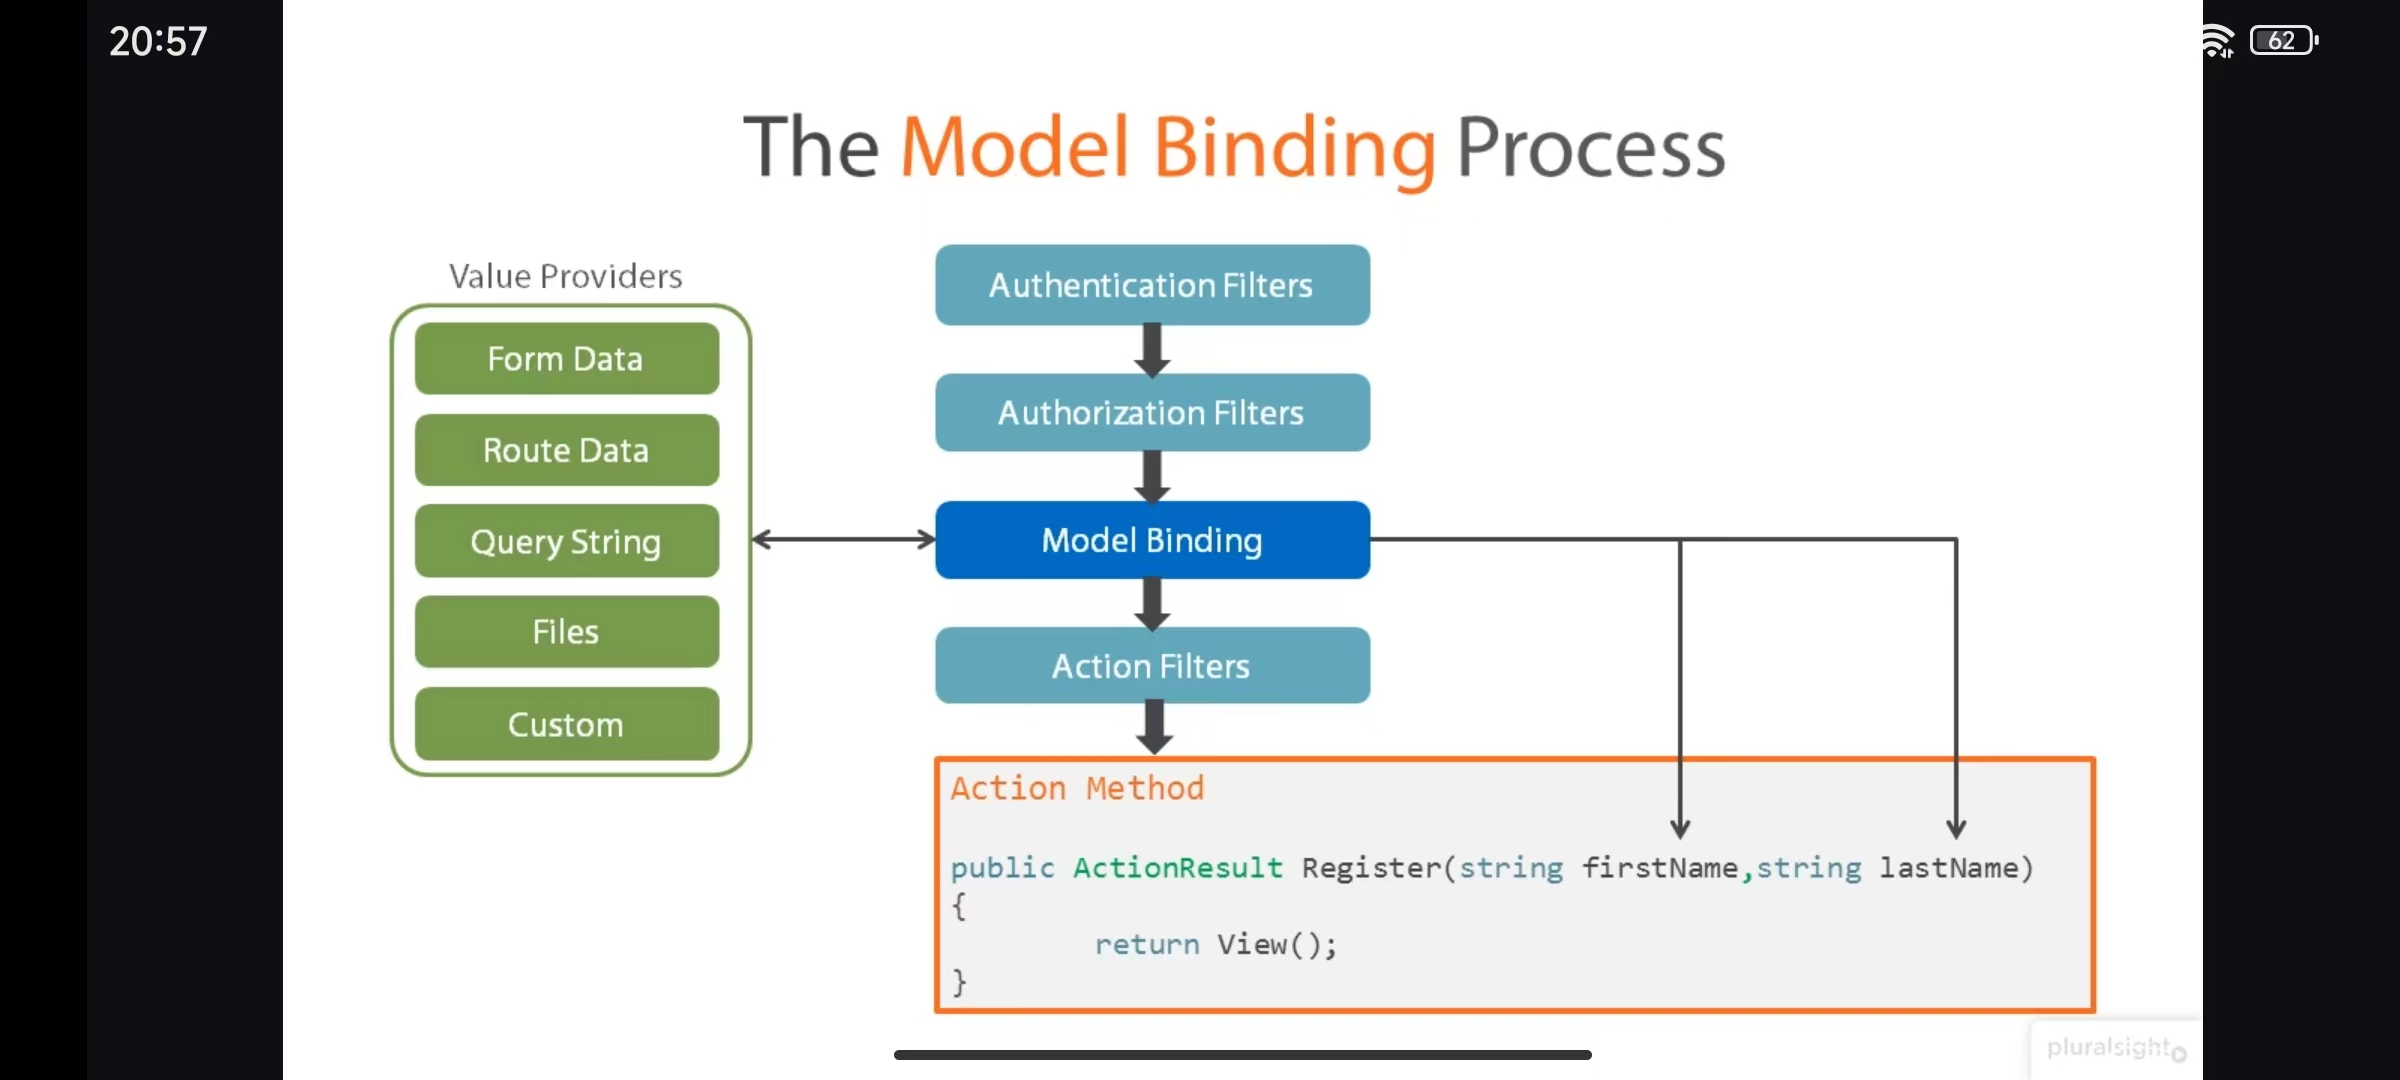 20:57
62
The Model Binding Process
Value Providers
Form Data
Route Data
Query String
Files
Custom
Authentication Filters
Authorization Filters
Model Binding
Action Filters
Action Method
public ActionResult Register(string firstName,string lastName)
{
return View();
}
pluralsight